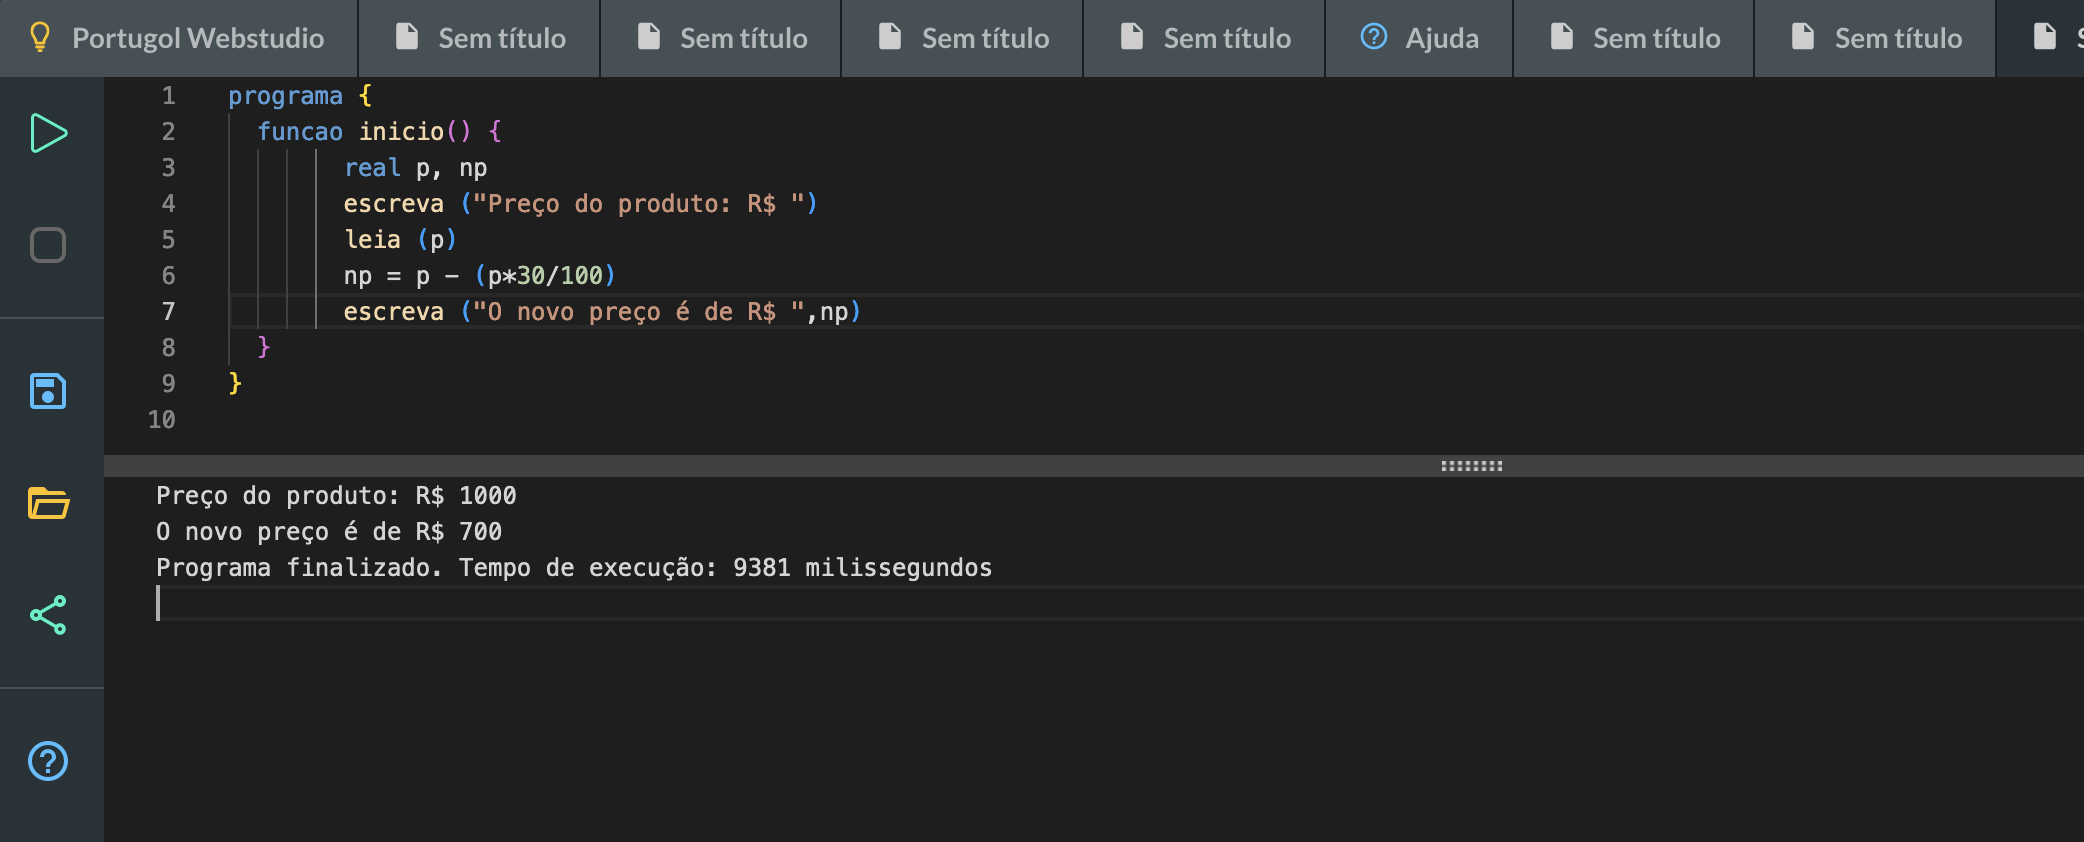 Portugol Webstudio Sem título Sem título Sem título Sem título Ajuda Sem título Sem título
1 programa {
2 funcao inicio() {
3 real p, np
4 escreva ("Preço do produto: R$ ")
5 leia (p)
6 np = p - (p*30/100)
7 escreva ("O novo preço é de R$ ",np)
8 }
9 }
10
Preço do produto: R$ 1000
O novo preço é de R$ 700
Programa finalizado. Tempo de execução: 9381 milissegundos